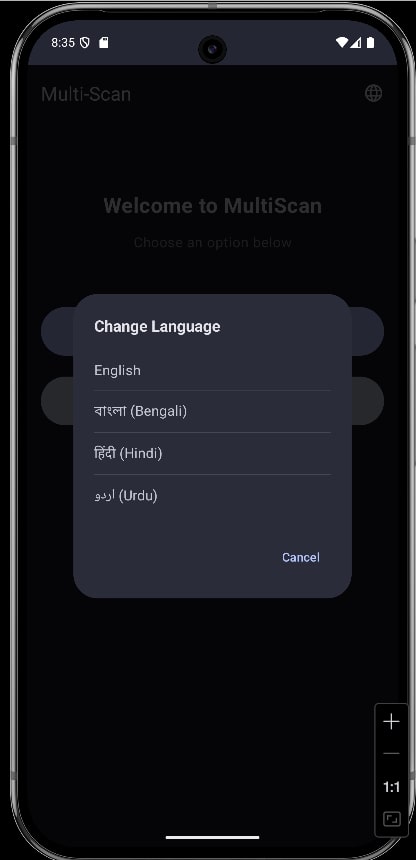 8:35
Multi-Scan
Welcome to MultiScan
Choose an option below
Change Language
English
বাংলা (Bengali)
हिंदी (Hindi)
اردو (Urdu)
Cancel
1:1